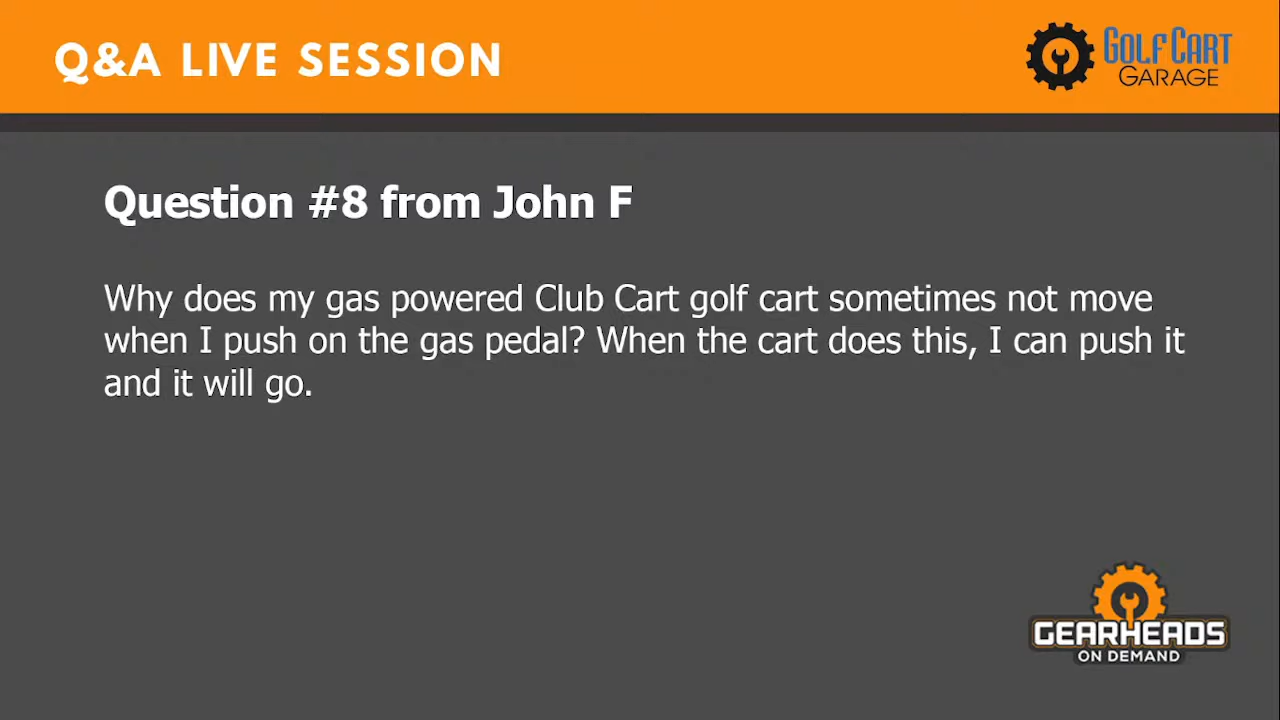 Q&A LIVE SESSION
GOLF CART
GARAGE
Question #8 from John F
Why does my gas powered Club Cart golf cart sometimes not move
when I push on the gas pedal? When the cart does this, I can push it
and it will go.
GEARHEADS
ON DEMAND